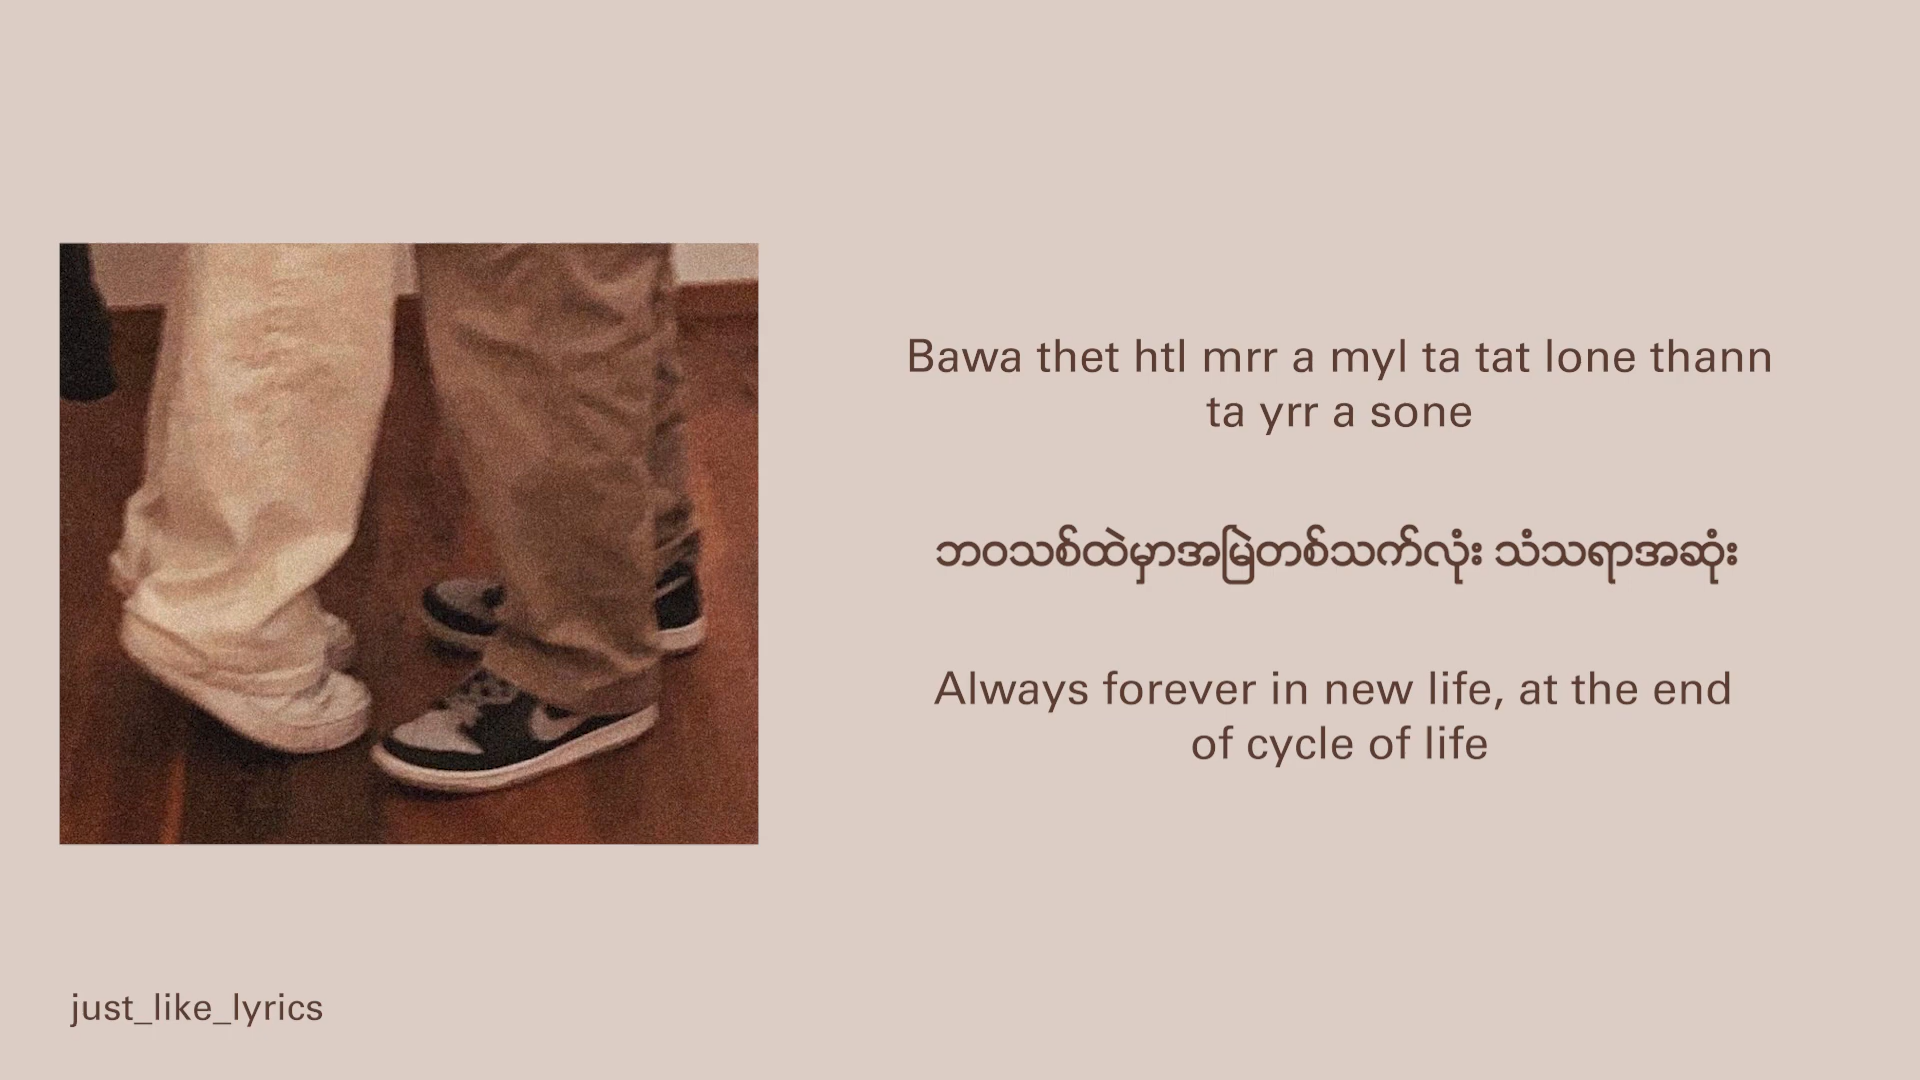 Bawa thet htl mrr a myl ta tat lone thann
ta yrr a sone
ဘဝသစ်ထဲမှာအမြဲတစ်သက်လုံး သံသရာအဆုံး
Always forever in new life, at the end
of cycle of life
just_like_lyrics